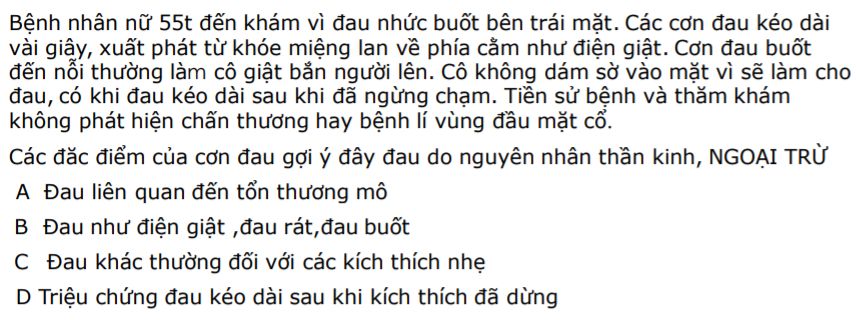 Bệnh nhân nữ 55t đến khám vì đau nhức buốt bên trái mặt. Các cơn đau kéo dài
vài giây, xuất phát từ khóe miệng lan về phía cằm như điện giật. Cơn đau buốt
đến nỗi thường làm cô giật bắn người lên. Cô không dám sờ vào mặt vì sẽ làm cho
đau, có khi đau kéo dài sau khi đã ngừng chạm. Tiền sử bệnh và thăm khám
không phát hiện chấn thương hay bệnh lí vùng đầu mặt cổ.
Các đăc điểm của cơn đau gợi ý đây đau do nguyên nhân thần kinh, NGOẠI TRỪ
A Đau liên quan đến tổn thương mô
B Đau như điện giật ,đau rát,đau buốt
C Đau khác thường đối với các kích thích nhẹ
D Triệu chứng đau kéo dài sau khi kích thích đã dừng